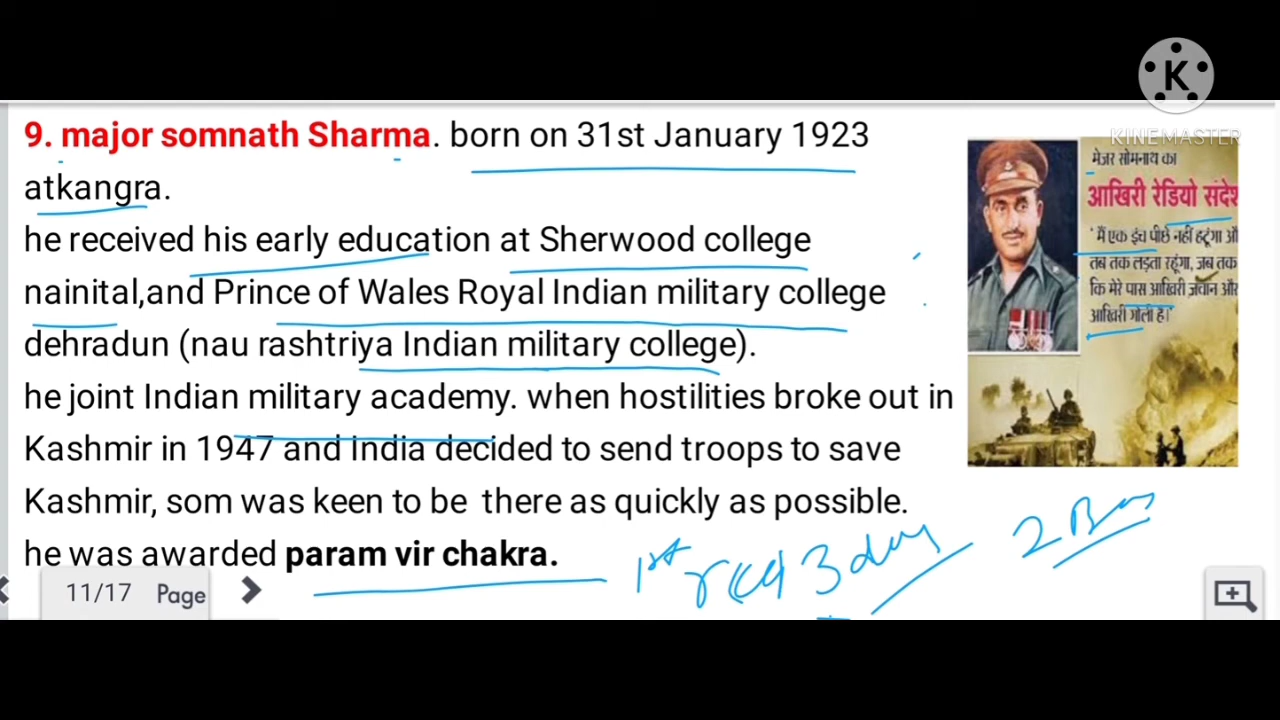 K
KINEMASTER
9. major somnath Sharma. born on 31st January 1923
atkangra.
he received his early education at Sherwood college
nainital,and Prince of Wales Royal Indian military college
dehradun (nau rashtriya Indian military college).
he joint Indian military academy. when hostilities broke out in
Kashmir in 1947 and India decided to send troops to save
Kashmir, som was keen to be there as quickly as possible.
he was awarded param vir chakra.
मेजर सोमनाथ का
आखिरी रेडियो संदेश
'मैं एक इंच पीछे नहीं हटूंगा औ
तब तक लड़ता रहूंगा, जब तक
कि मेरे पास आखिरी जवान और
आखिरी गोली है।'
1st 3
2
11/17 Page